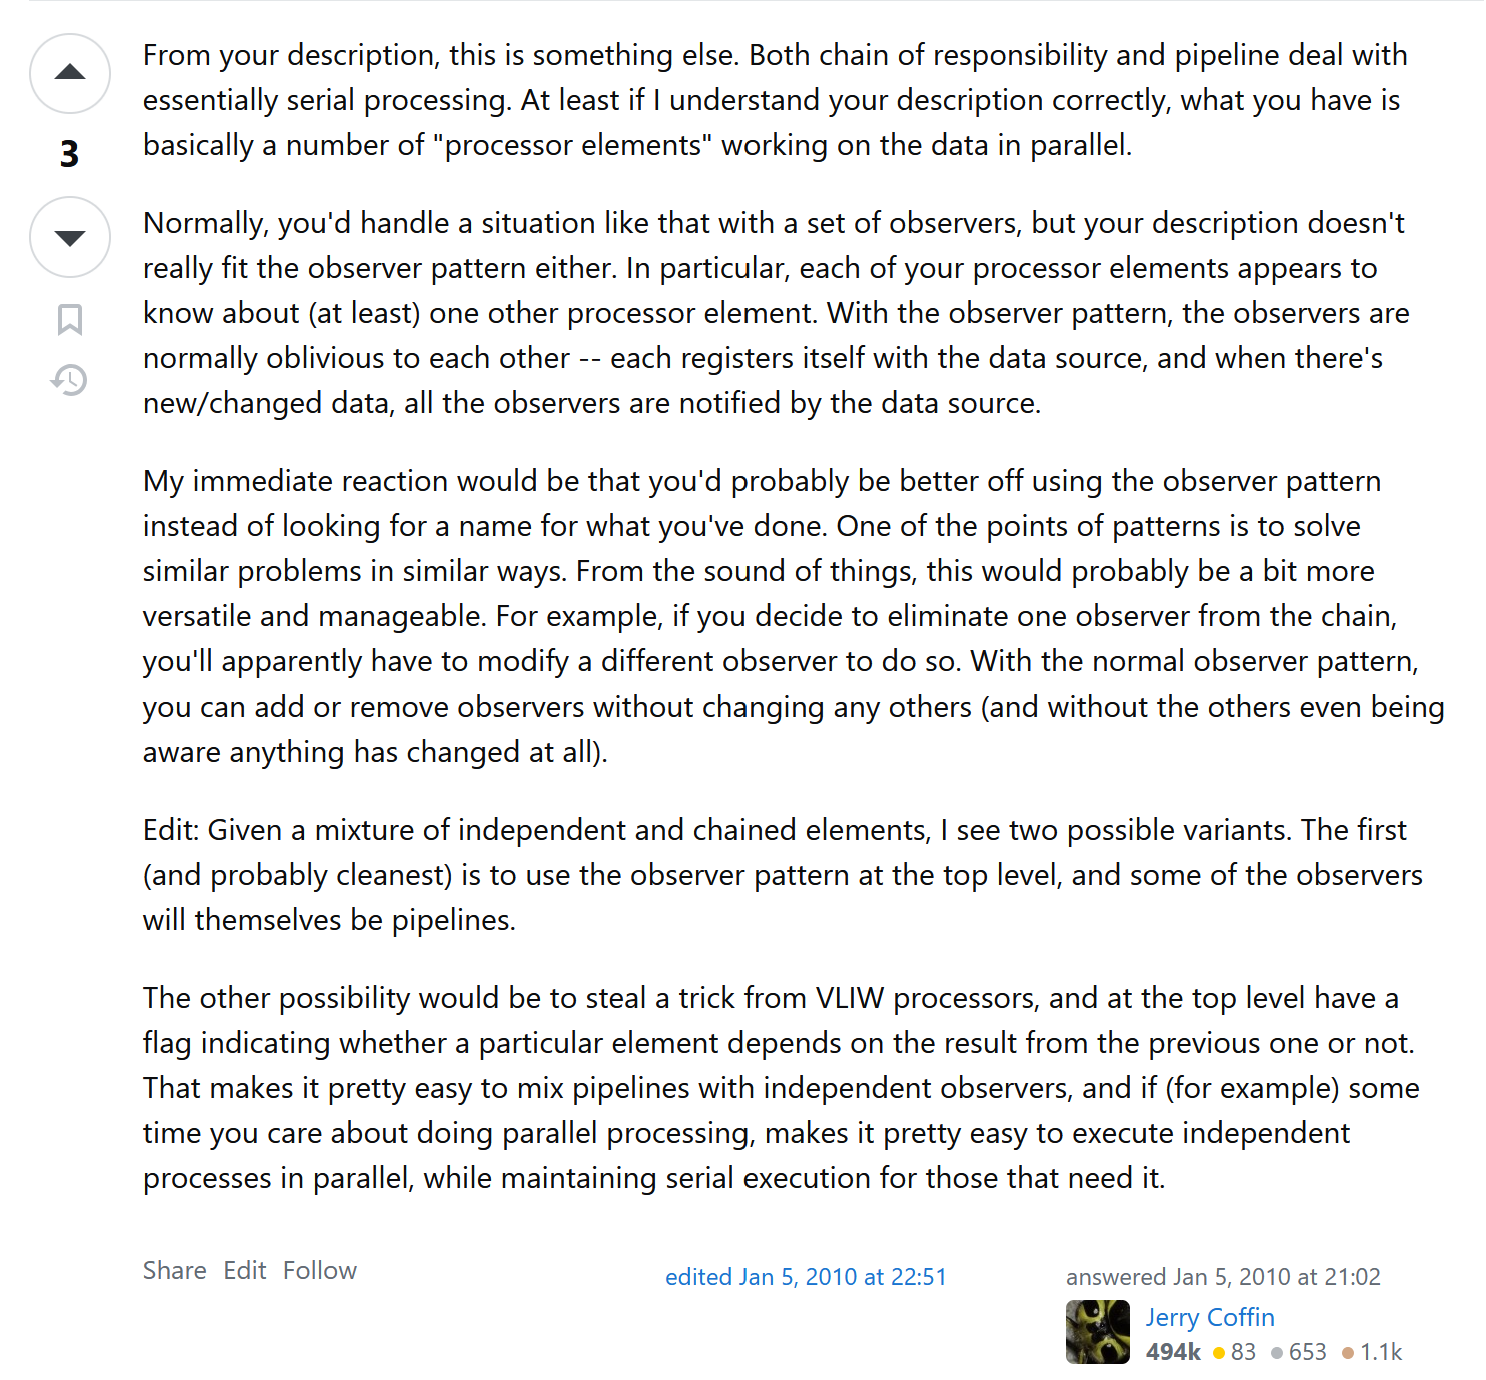 From your description, this is something else. Both chain of responsibility and pipeline deal with
essentially serial processing. At least if I understand your description correctly, what you have is
basically a number of "processor elements" working on the data in parallel.
3
Normally, you'd handle a situation like that with a set of observers, but your description doesn't
really fit the observer pattern either. In particular, each of your processor elements appears to
know about (at least) one other processor element. With the observer pattern, the observers are
normally oblivious to each other -- each registers itself with the data source, and when there's
new/changed data, all the observers are notified by the data source.
My immediate reaction would be that you'd probably be better off using the observer pattern
instead of looking for a name for what you've done. One of the points of patterns is to solve
similar problems in similar ways. From the sound of things, this would probably be a bit more
versatile and manageable. For example, if you decide to eliminate one observer from the chain,
you'll apparently have to modify a different observer to do so. With the normal observer pattern,
you can add or remove observers without changing any others (and without the others even being
aware anything has changed at all).
Edit: Given a mixture of independent and chained elements, I see two possible variants. The first
(and probably cleanest) is to use the observer pattern at the top level, and some of the observers
will themselves be pipelines.
The other possibility would be to steal a trick from VLIW processors, and at the top level have a
flag indicating whether a particular element depends on the result from the previous one or not.
That makes it pretty easy to mix pipelines with independent observers, and if (for example) some
time you care about doing parallel processing, makes it pretty easy to execute independent
processes in parallel, while maintaining serial execution for those that need it.
Share Edit Follow
edited Jan 5, 2010 at 22:51
answered Jan 5, 2010 at 21:02
Jerry Coffin
494k 83 653 1.1k